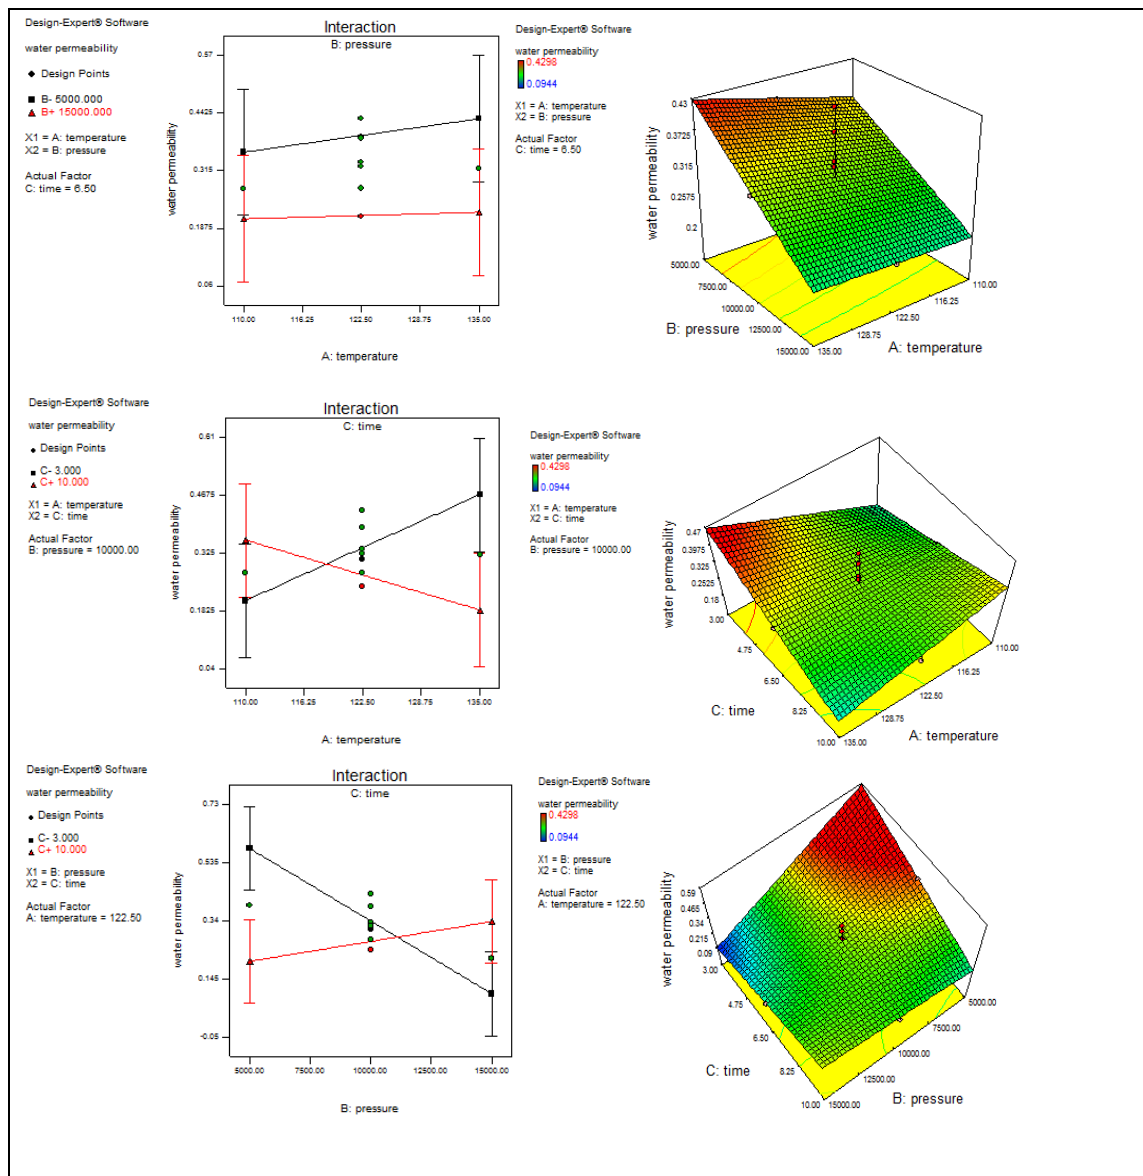 Design-Expert® Software
water permeability
Design Points
B- 5000.000
B+ 15000.000
X1 = A: temperature
X2 = B: pressure
Actual Factor
C: time = 6.50
Interaction
B: pressure
0.57
0.4425
0.315
0.1875
0.06
water permeability
110.00 116.25 122.50 128.75 135.00
A: temperature
Design-Expert® Software
water permeability
0.4298
0.0944
X1 = A: temperature
X2 = B: pressure
Actual Factor
C: time = 6.50
0.43
0.3725
0.315
0.2575
0.2
water permeability
5000.00
7500.00
10000.00
12500.00
15000.00
B: pressure
110.00
116.25
122.50
128.75
135.00
A: temperature
Design-Expert® Software
water permeability
Design Points
C- 3.000
C+ 10.000
X1 = A: temperature
X2 = C: time
Actual Factor
B: pressure = 10000.00
Interaction
C: time
0.61
0.4675
0.325
0.1825
0.04
water permeability
110.00 116.25 122.50 128.75 135.00
A: temperature
Design-Expert® Software
water permeability
0.4298
0.0944
X1 = A: temperature
X2 = C: time
Actual Factor
B: pressure = 10000.00
0.47
0.3975
0.325
0.2525
0.18
water permeability
3.00
4.75
6.50
8.25
10.00
C: time
110.00
116.25
122.50
128.75
135.00
A: temperature
Design-Expert® Software
water permeability
Design Points
C- 3.000
C+ 10.000
X1 = B: pressure
X2 = C: time
Actual Factor
A: temperature = 122.50
Interaction
C: time
0.73
0.535
0.34
0.145
-0.05
water permeability
5000.00 7500.00 10000.00 12500.00 15000.00
B: pressure
Design-Expert® Software
water permeability
0.4298
0.0944
X1 = B: pressure
X2 = C: time
Actual Factor
A: temperature = 122.50
0.59
0.465
0.34
0.215
0.09
water permeability
3.00
4.75
6.50
8.25
10.00
C: time
5000.00
7500.00
10000.00
12500.00
15000.00
B: pressure